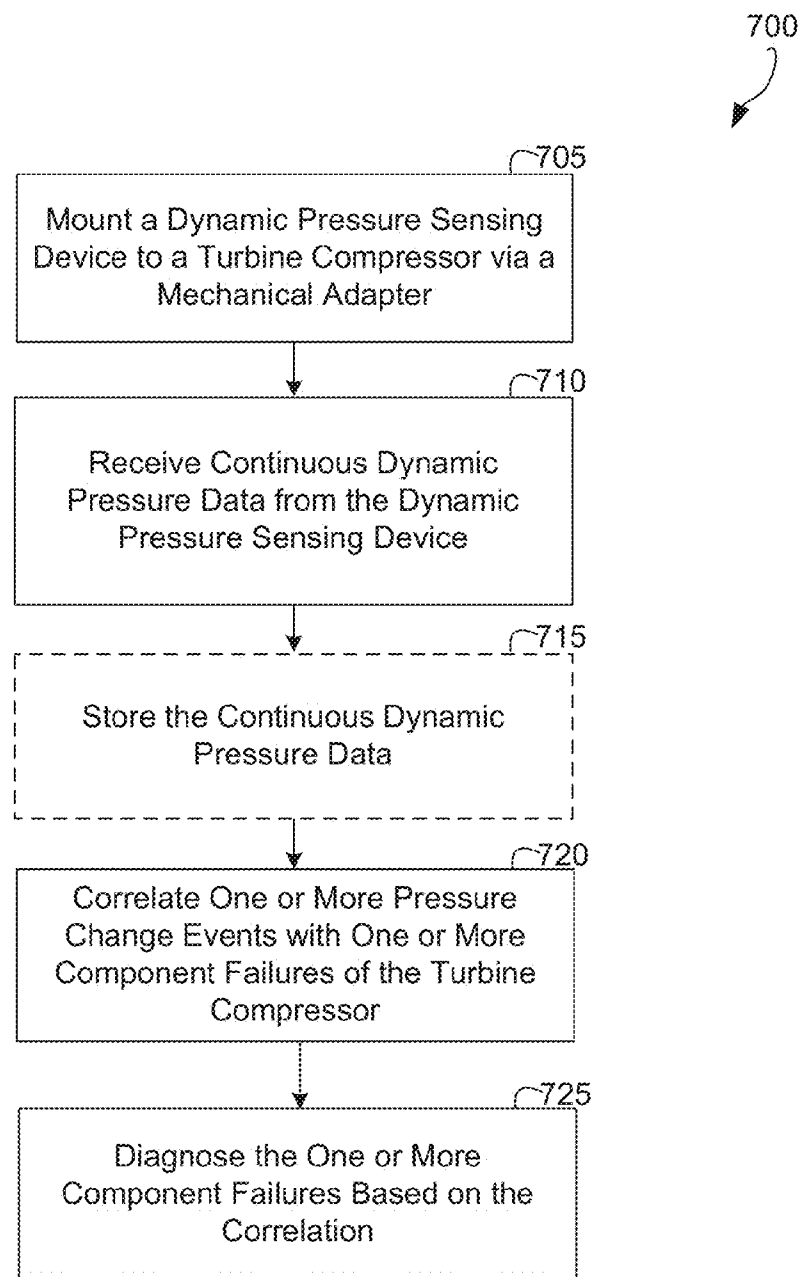 700
705
Mount a Dynamic Pressure Sensing
Device to a Turbine Compressor via a
Mechanical Adapter
710
Receive Continuous Dynamic
Pressure Data from the Dynamic
Pressure Sensing Device
715
Store the Continuous Dynamic
Pressure Data
720
Correlate One or More Pressure
Change Events with One or More
Component Failures of the Turbine
Compressor
725
Diagnose the One or More
Component Failures Based on the
Correlation